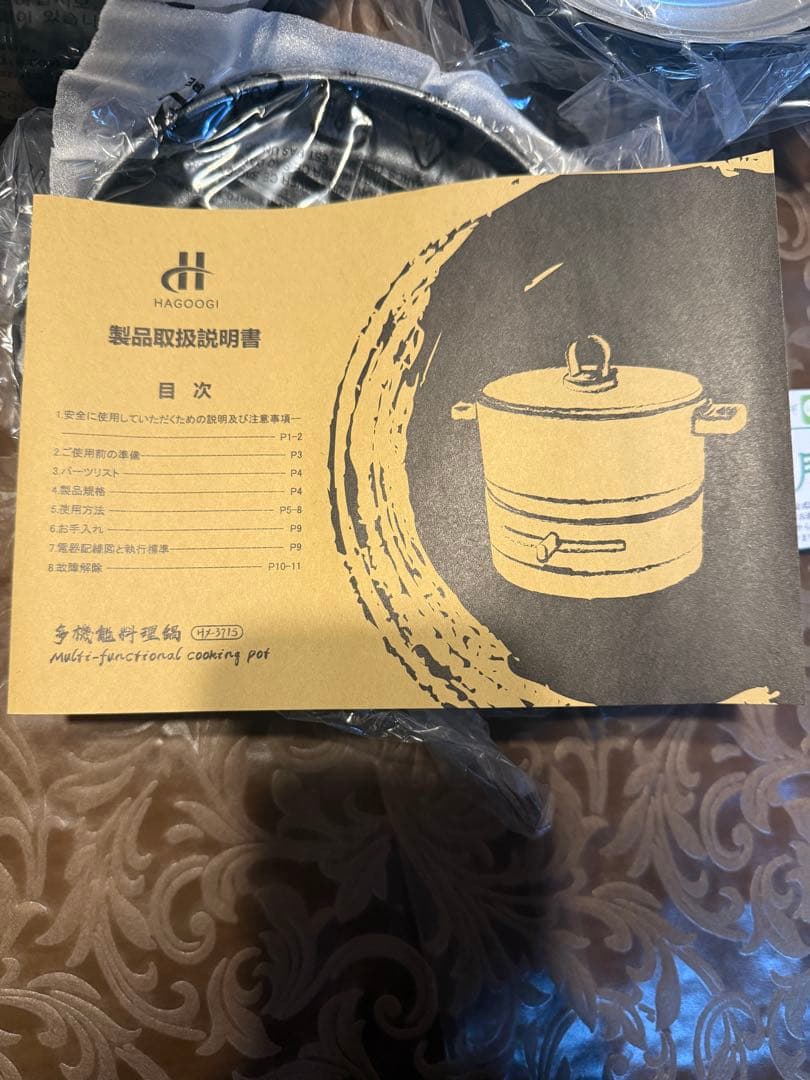 HAGOOGI
製品取扱説明書
目 次
1.安全に使用していただくための説明及び注意事項
P1-2
2.ご使用前の準備 P3
3.パーツリスト P4
4.製品規格 P4
5.使用方法 P5-8
6.お手入れ P9
7.電器配線図と執行標準 P9
8.故障解除 P10-11
多機能料理鍋 HY-3715
Multi-functional cooking pot